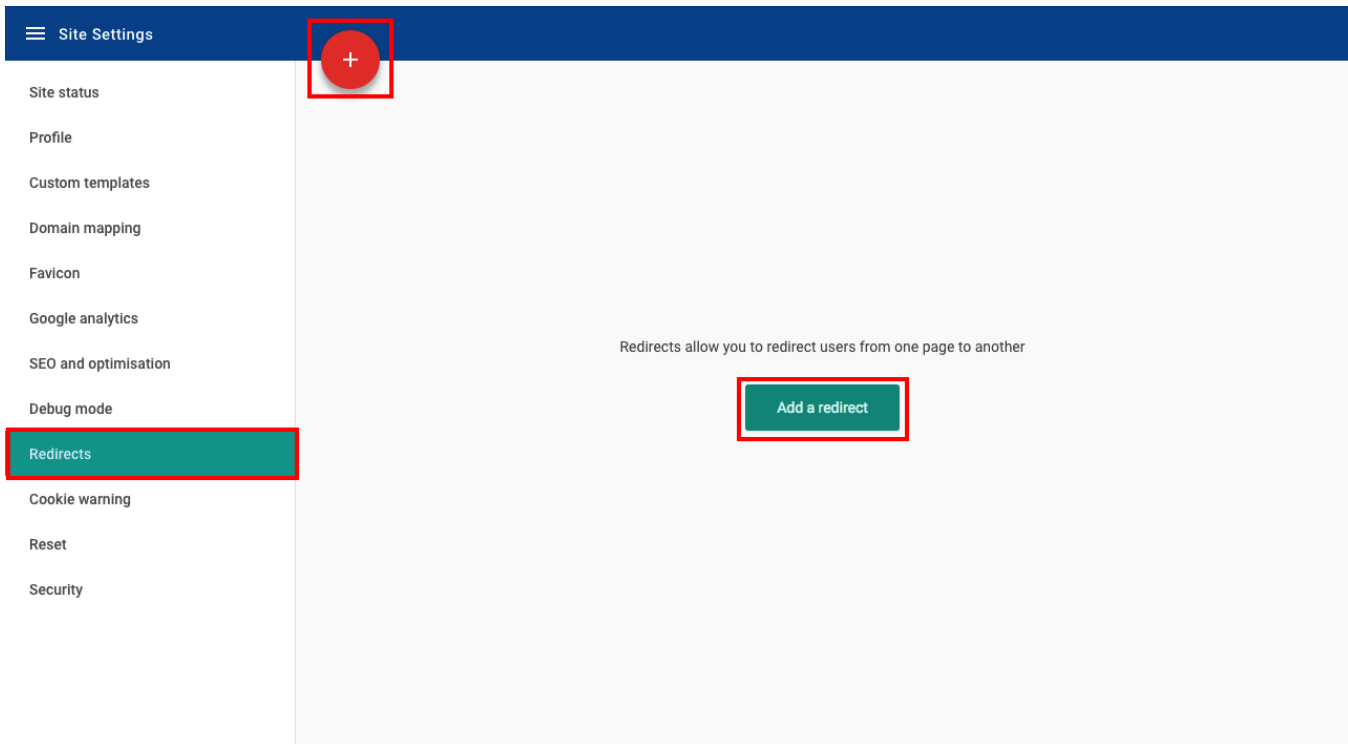 Site Settings
+
Site status
Profile
Custom templates
Domain mapping
Favicon
Google analytics
SEO and optimisation
Debug mode
Redirects
Cookie warning
Reset
Security
Redirects allow you to redirect users from one page to another
Add a redirect